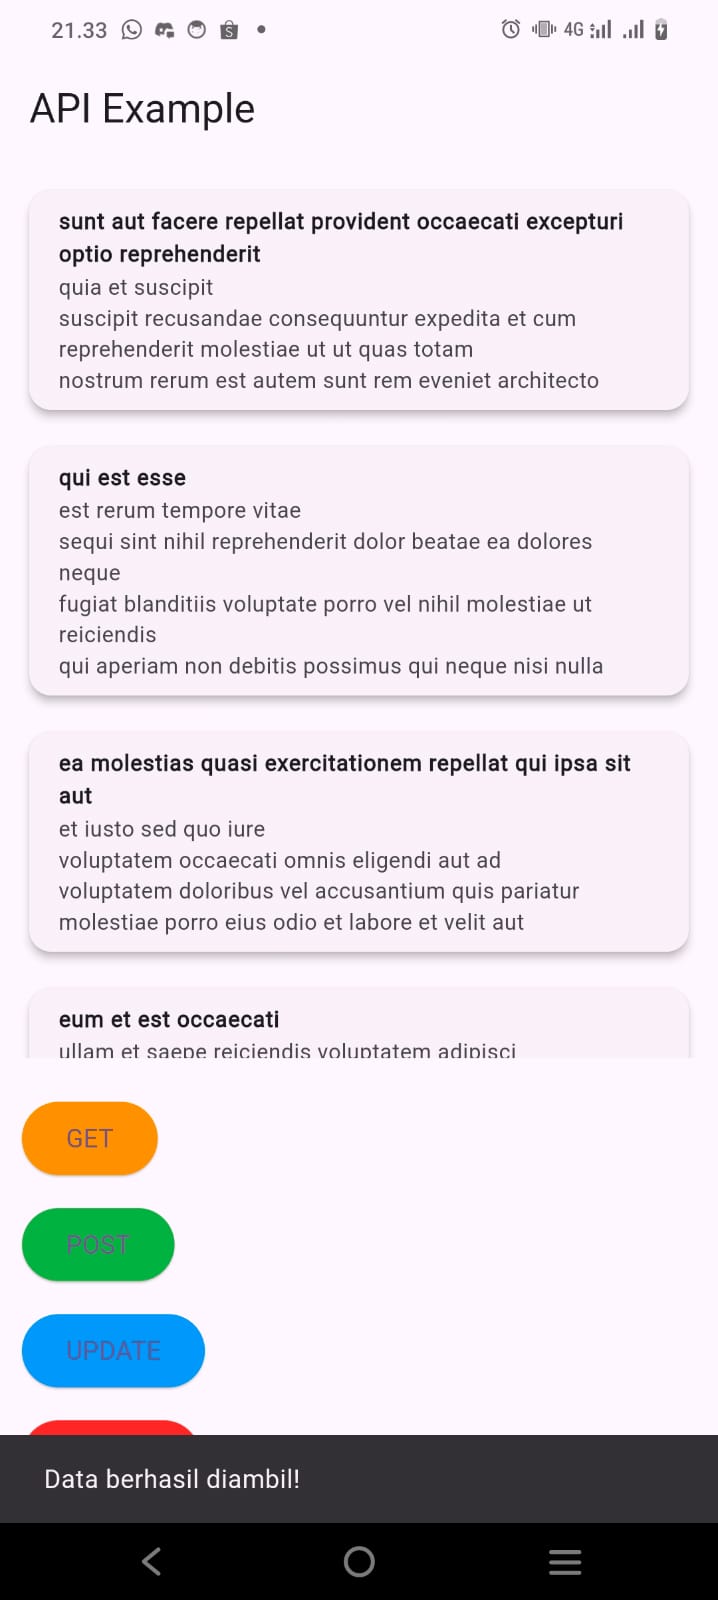 21.33
4G
API Example
sunt aut facere repellat provident occaecati excepturi
optio reprehenderit
quia et suscipit
suscipit recusandae consequuntur expedita et cum
reprehenderit molestiae ut ut quas totam
nostrum rerum est autem sunt rem eveniet architecto
qui est esse
est rerum tempore vitae
sequi sint nihil reprehenderit dolor beatae ea dolores
neque
fugiat blanditiis voluptate porro vel nihil molestiae ut
reiciendis
qui aperiam non debitis possimus qui neque nisi nulla
ea molestias quasi exercitationem repellat qui ipsa sit
aut
et iusto sed quo iure
voluptatem occaecati omnis eligendi aut ad
voluptatem doloribus vel accusantium quis pariatur
molestiae porro eius odio et labore et velit aut
eum et est occaecati
ullam et saepe reiciendis voluptatem adipisci
GET
POST
UPDATE
Data berhasil diambil!